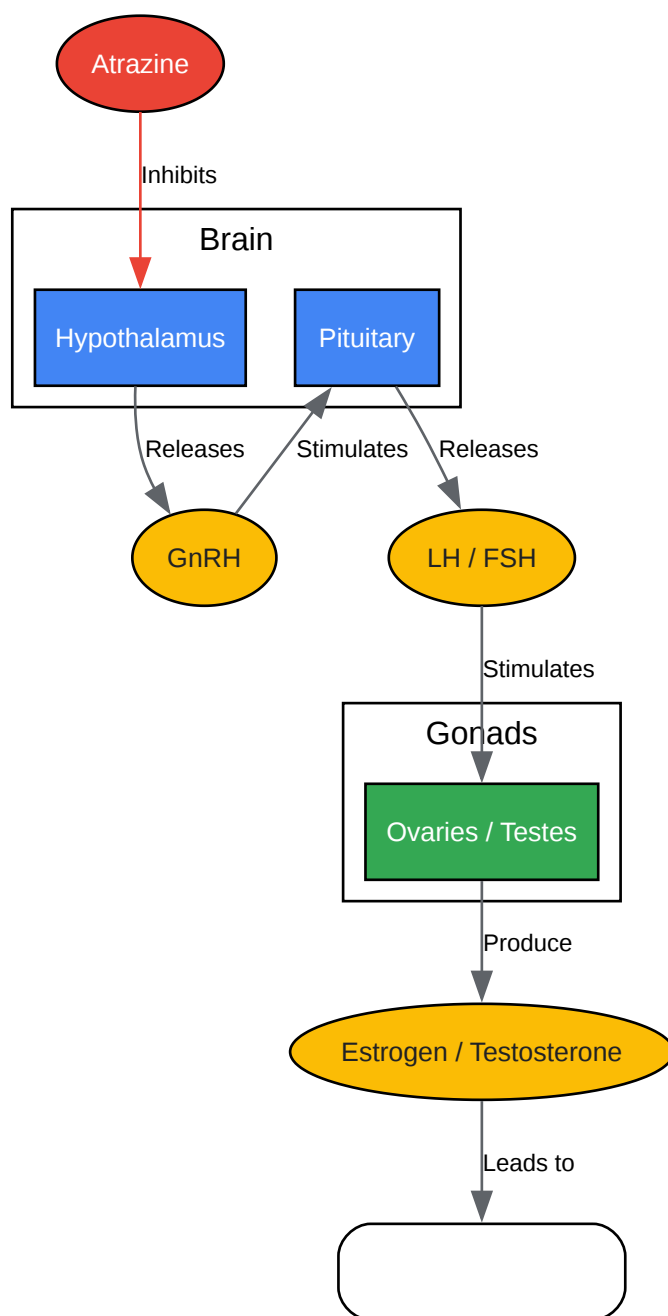 Atrazine
Inhibits
Brain
Hypothalamus
Pituitary
Releases
Stimulates
Releases
GnRH
LH / FSH
Stimulates
Gonads
Ovaries / Testes
Produce
Estrogen / Testosterone
Leads to